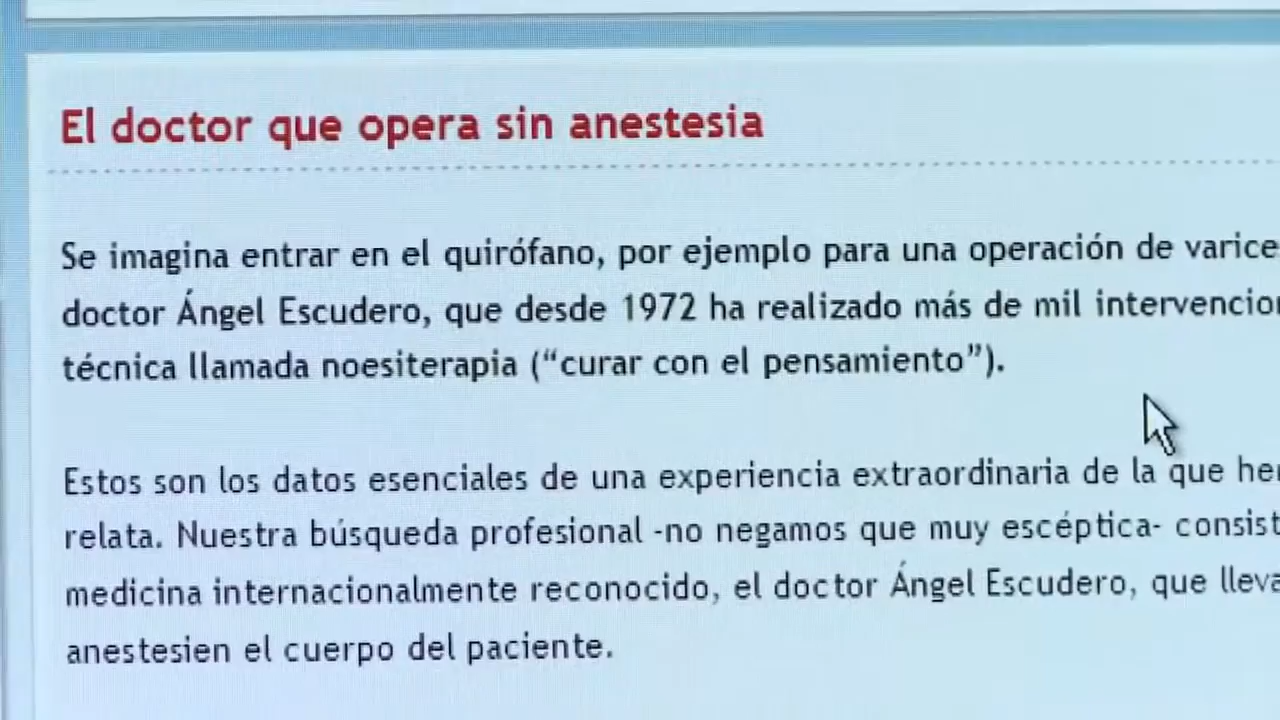 El doctor que opera sin anestesia
Se imagina entrar en el quirófano, por ejemplo para una operación de
doctor Ángel Escudero, que desde 1972 ha realizado más de mil
técnica llamada noesiterapia (“curar con el pensamiento”).
Estos son los datos esenciales de una experiencia extraordinaria de la que
relata. Nuestra búsqueda profesional -no negamos que muy escéptica-
medicina internacionalmente reconocido, el doctor Ángel Escudero, que
anestesien el cuerpo del paciente.